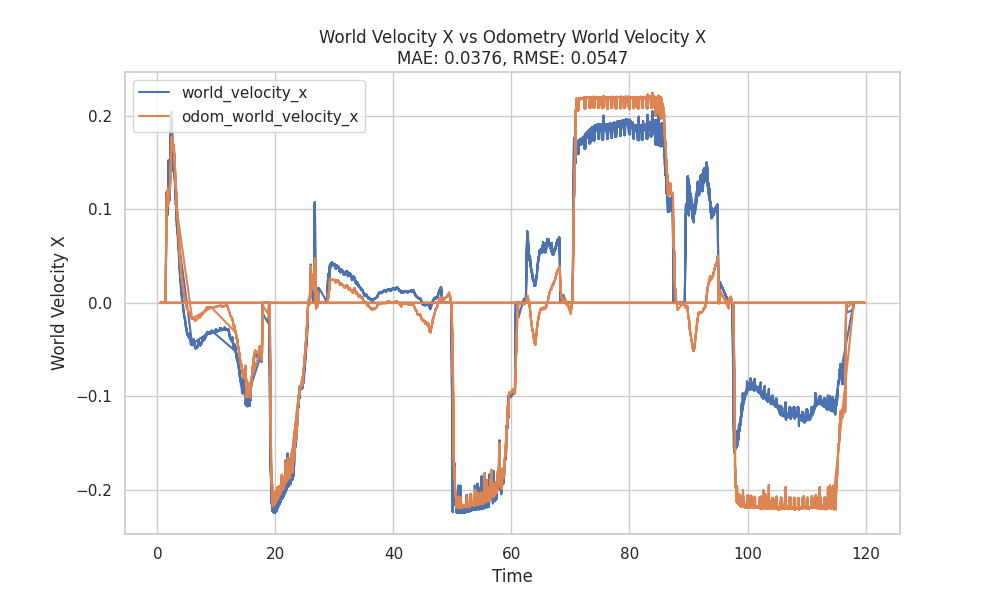 World Velocity X vs Odometry World Velocity X
MAE: 0.0376, RMSE: 0.0547
world_velocity_x
odom_world_velocity_x
World Velocity X
0.2
0.1
0.0
−0.1
−0.2
0 20 40 60 80 100 120
Time